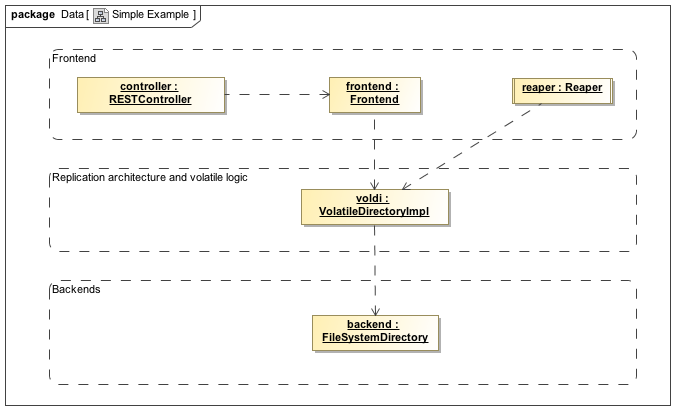 package Data [ Simple Example ]
Frontend
controller :
RESTController
frontend :
Frontend
reaper : Reaper
Replication architecture and volatile logic
voldi :
VolatileDirectoryImpl
Backends
backend :
FileSystemDirectory